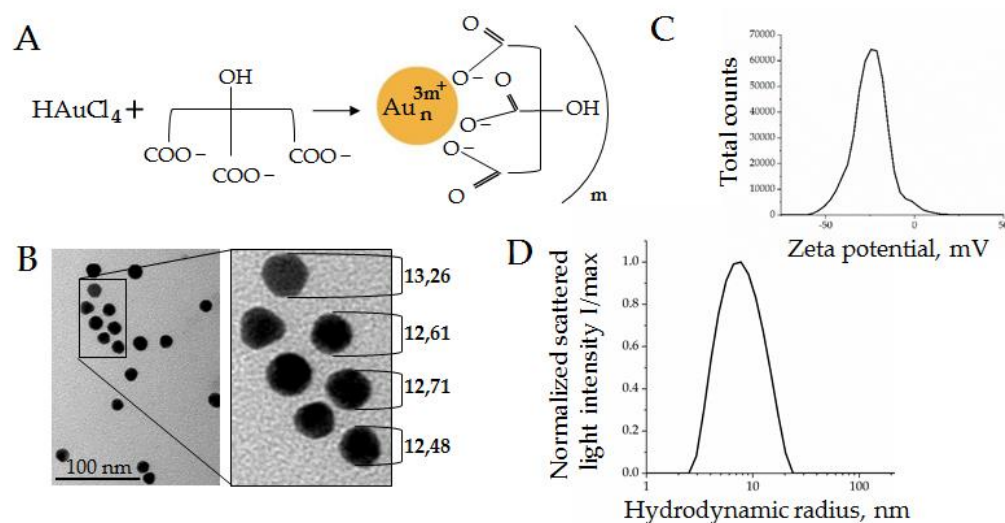 A
HAuCl4 +
OH
COO–
COO–
COO–
Au n 3m+
O
O–
O
O–
OH
O–
O
m
B
100 nm
13,26
12,61
12,71
12,48
C
Total counts
70000
60000
50000
40000
30000
20000
10000
0
-50
0
50
Zeta potential, mV
D
Normalized scattered
light intensity I/max
1.0
0.8
0.6
0.4
0.2
0.0
1
10
100
Hydrodynamic radius, nm